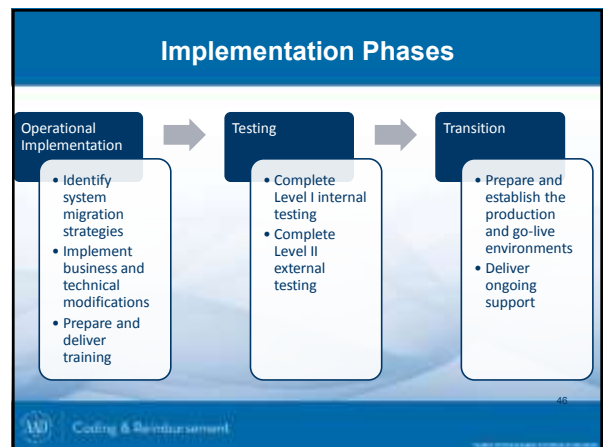 Implementation Phases
Operational
Implementation
• Identify
system
migration
strategies
• Implement
business and
technical
modifications
• Prepare and
deliver
training
Testing
• Complete
Level I internal
testing
• Complete
Level II
external
testing
Transition
• Prepare and
establish the
production
and go-live
environments
• Deliver
ongoing
support
46
Coding & Reimbursement